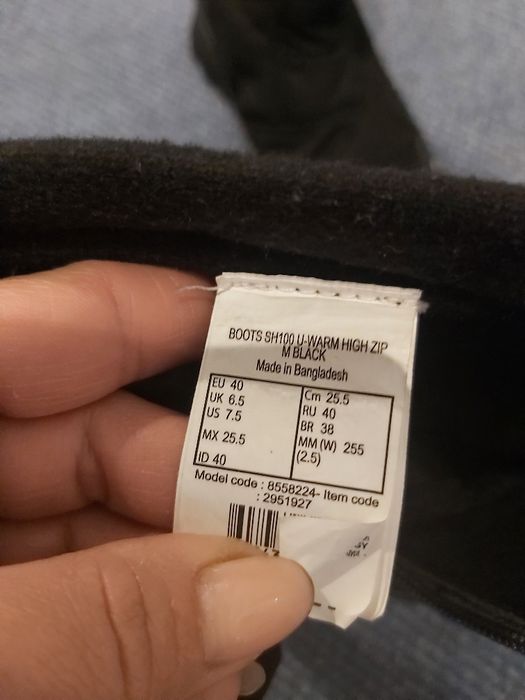 BOOTS SH100 U-WARM HIGH ZIP
M BLACK
Made in Bangladesh
EU 40
UK 6.5
US 7.5
MX 25.5
ID 40
Cm 25.5
RU 40
BR 38
MM (W) 255
(2.5)
Model code : 8558224- Item code
: 2951927